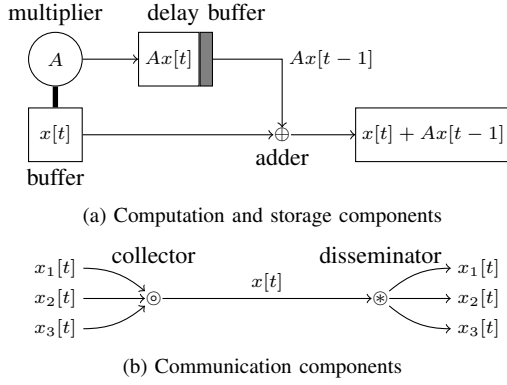 multiplier delay buffer
A Ax[t] Ax[t − 1]
x[t] ⊕ x[t] + Ax[t − 1]
buffer adder
(a) Computation and storage components
collector disseminator
x₁[t] x[t] x₁[t]
x₂[t] ⊚ ⊛ x₂[t]
x₃[t] x₃[t]
(b) Communication components